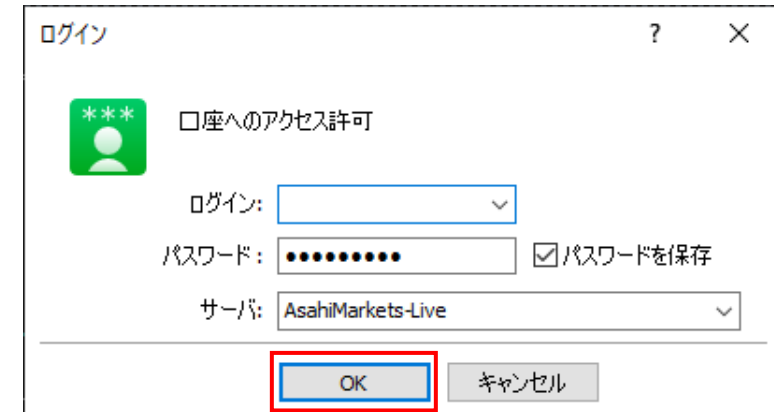 ログイン ?
***
口座へのアクセス許可
ログイン:
パスワード: ●●●●●●●●● パスワードを保存
サーバ: AsahiMarkets-Live
OK キャンセル